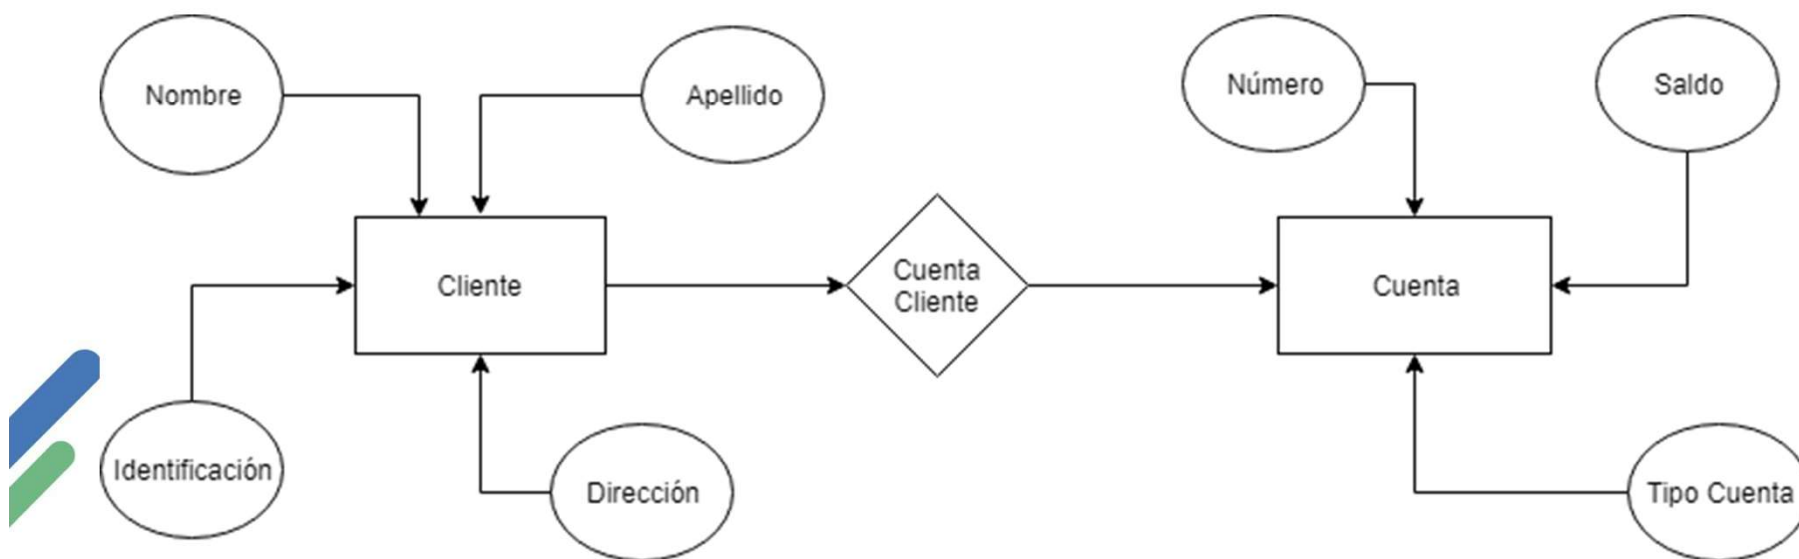 Nombre
Apellido
Número
Saldo
Cliente
Cuenta
Cliente
Cuenta
Identificación
Dirección
Tipo Cuenta